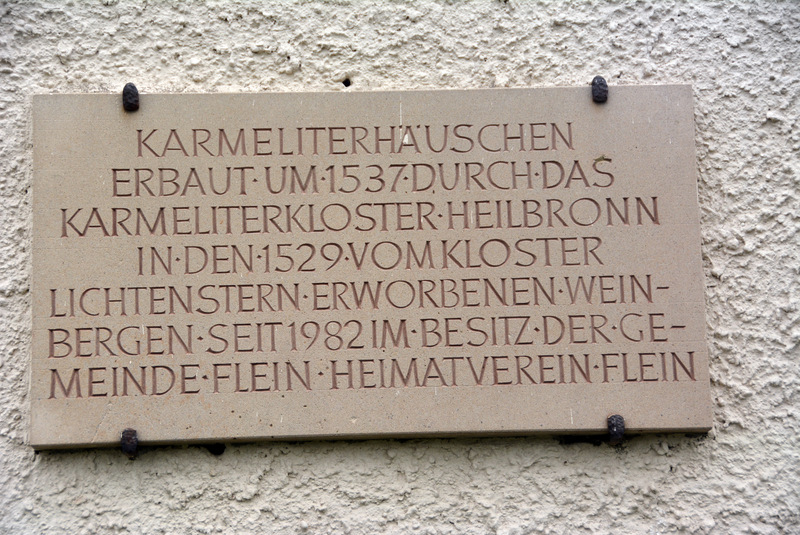 KARMELITERHÄUSCHEN
ERBAUT·UM·1537·DURCH·DAS
KARMELITERKLOSTER·HEILBRONN
IN·DEN·1529·VOM KLOSTER
LICHTENSTERN·ERWORBENEN·WEIN-
BERGEN·SEIT 1982 IM·BESITZ·DER·GE-
MEINDE·FLEIN·HEIMATVEREIN·FLEIN